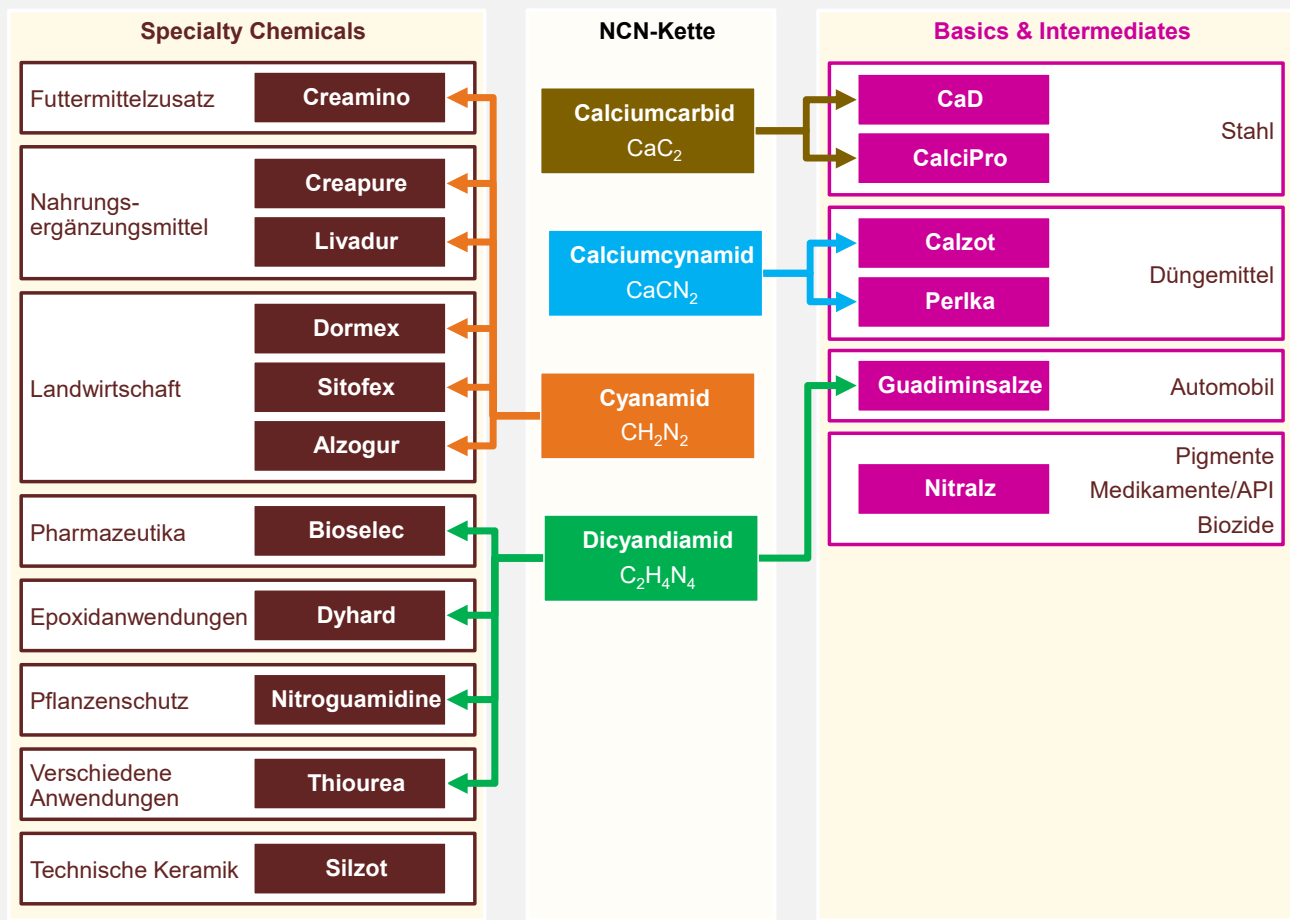 Specialty Chemicals
Futtermittelzusatz
Creamino
Nahrungs-
ergänzungsmittel
Creapure
Livadur
Landwirtschaft
Dormex
Sitofex
Alzogur
Pharmazeutika
Bioselec
Epoxidanwendungen
Dyhard
Pflanzenschutz
Nitroguamidine
Verschiedene
Anwendungen
Thiourea
Technische Keramik
Silzot
NCN-Kette
Calciumcarbid
CaC₂
Calciumcynamid
CaCN₂
Cyanamid
CH₂N₂
Dicyandiamid
C₂H₄N₄
Basics & Intermediates
CaD
CalciPro
Stahl
Calzot
Perlka
Düngemittel
Guadiminsalze
Automobil
Nitralz
Pigmente
Medikamente/API
Biozide